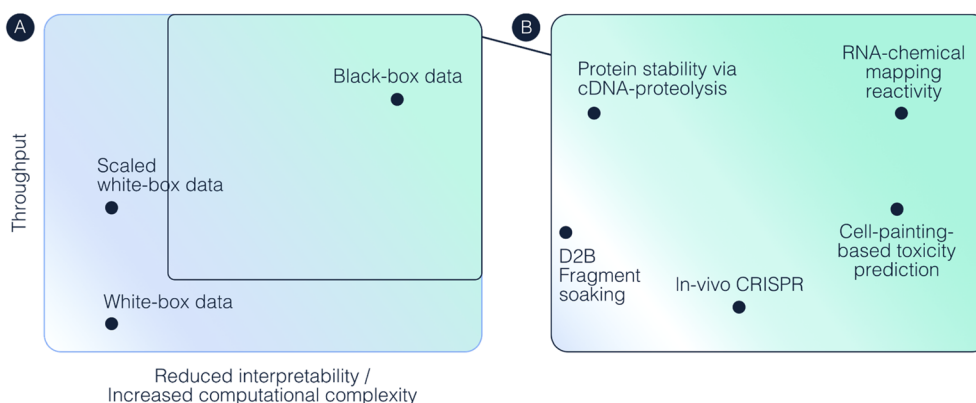 A
Throughput
Black-box data
Scaled
white-box data
White-box data
Reduced interpretability /
Increased computational complexity
B
Protein stability via
cDNA-proteolysis
RNA-chemical
mapping
reactivity
D2B
Fragment
soaking
In-vivo CRISPR
Cell-painting-
based toxicity
prediction